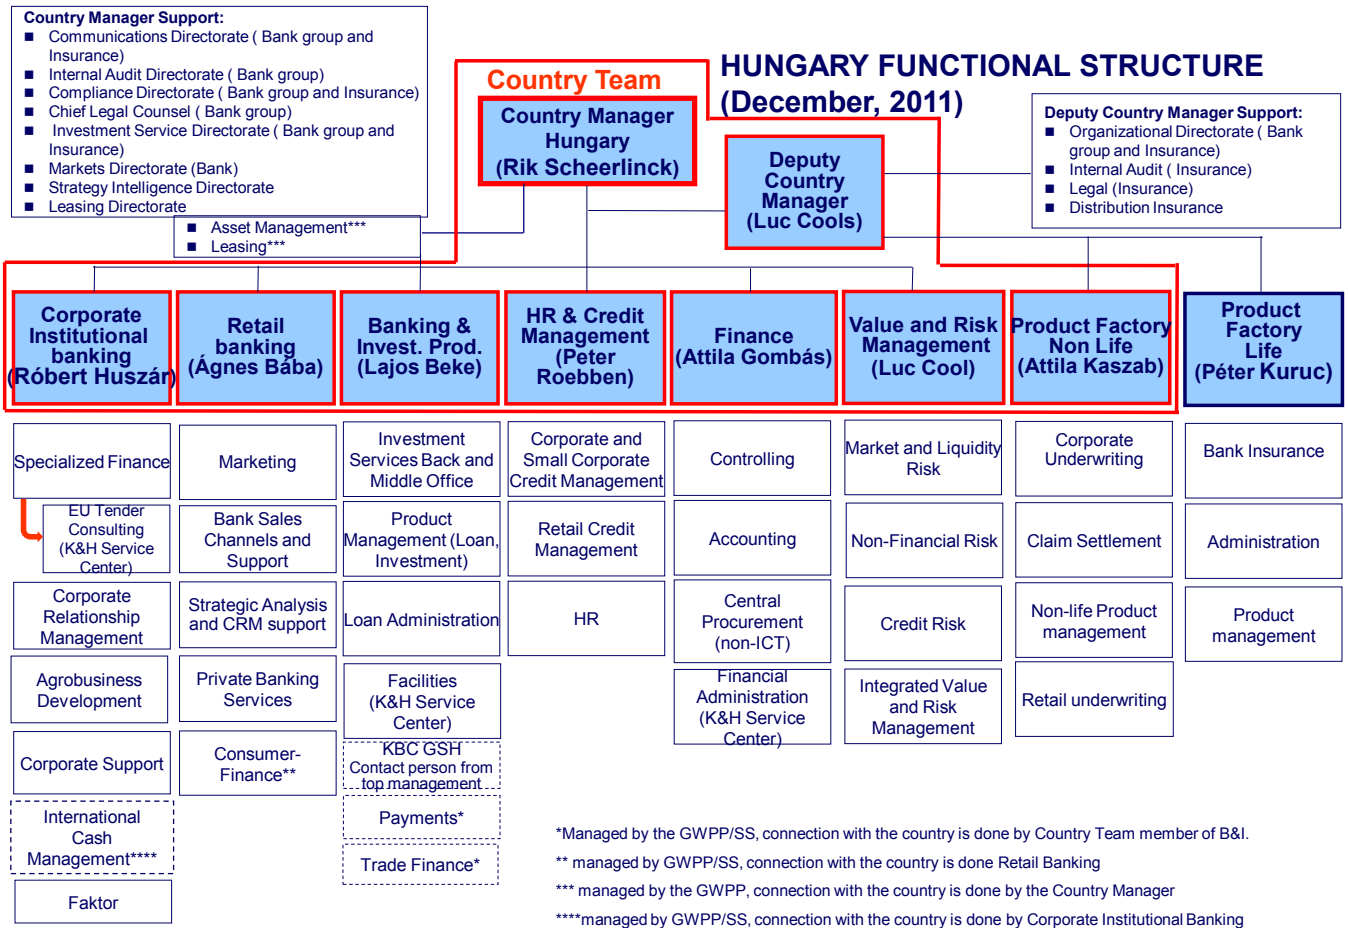 Country Manager Support:
■ Communications Directorate ( Bank group and
Insurance)
■ Internal Audit Directorate ( Bank group)
■ Compliance Directorate ( Bank group and Insurance)
■ Chief Legal Counsel ( Bank group)
■ Investment Service Directorate ( Bank group and
Insurance)
■ Markets Directorate (Bank)
■ Strategy Intelligence Directorate
■ Leasing Directorate
■ Asset Management***
■ Leasing***
Country Team
HUNGARY FUNCTIONAL STRUCTURE
(December, 2011)
Country Manager
Hungary
(Rik Scheerlinck)
Deputy
Country
Manager
(Luc Cools)
Deputy Country Manager Support:
■ Organizational Directorate ( Bank
group and Insurance)
■ Internal Audit ( Insurance)
■ Legal (Insurance)
■ Distribution Insurance
Corporate
Institutional
banking
(Róbert Huszár)
Retail
banking
(Ágnes Bába)
Banking &
Invest. Prod.
(Lajos Beke)
HR & Credit
Management
(Peter
Roebben)
Finance
(Attila Gombás)
Value and Risk
Management
(Luc Cool)
Product Factory
Non Life
(Attila Kaszab)
Product
Factory
Life
(Péter Kuruc)
Specialized Finance
EU Tender
Consulting
(K&H Service
Center)
Corporate
Relationship
Management
Agrobusiness
Development
Corporate Support
International
Cash
Management****
Faktor
Marketing
Bank Sales
Channels and
Support
Strategic Analysis
and CRM support
Private Banking
Services
Consumer-
Finance**
Investment
Services Back and
Middle Office
Product
Management (Loan,
Investment)
Loan Administration
Facilities
(K&H Service
Center)
KBC GSH
Contact person from
top management
Payments*
Trade Finance*
Corporate and
Small Corporate
Credit Management
Retail Credit
Management
HR
Controlling
Accounting
Central
Procurement
(non-ICT)
Financial
Administration
(K&H Service
Center)
Market and Liquidity
Risk
Non-Financial Risk
Credit Risk
Integrated Value
and Risk
Management
Corporate
Underwriting
Claim Settlement
Non-life Product
management
Retail underwriting
Bank Insurance
Administration
Product
management
*Managed by the GWPP/SS, connection with the country is done by Country Team member of B&I.
** managed by GWPP/SS, connection with the country is done Retail Banking
*** managed by the GWPP, connection with the country is done by the Country Manager
****managed by GWPP/SS, connection with the country is done by Corporate Institutional Banking